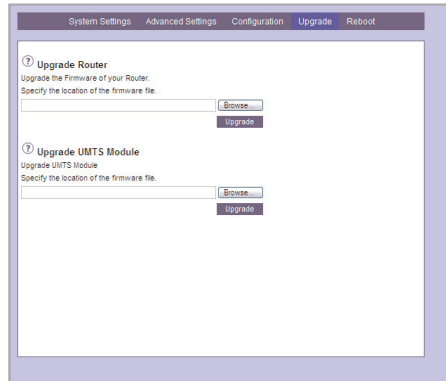 System Settings Advanced Settings Configuration Upgrade Reboot
? Upgrade Router
Upgrade the Firmware of your Router.
Specify the location of the firmware file.
Browse...
Upgrade
? Upgrade UMTS Module
Upgrade UMTS Module
Specify the location of the firmware file.
Browse...
Upgrade